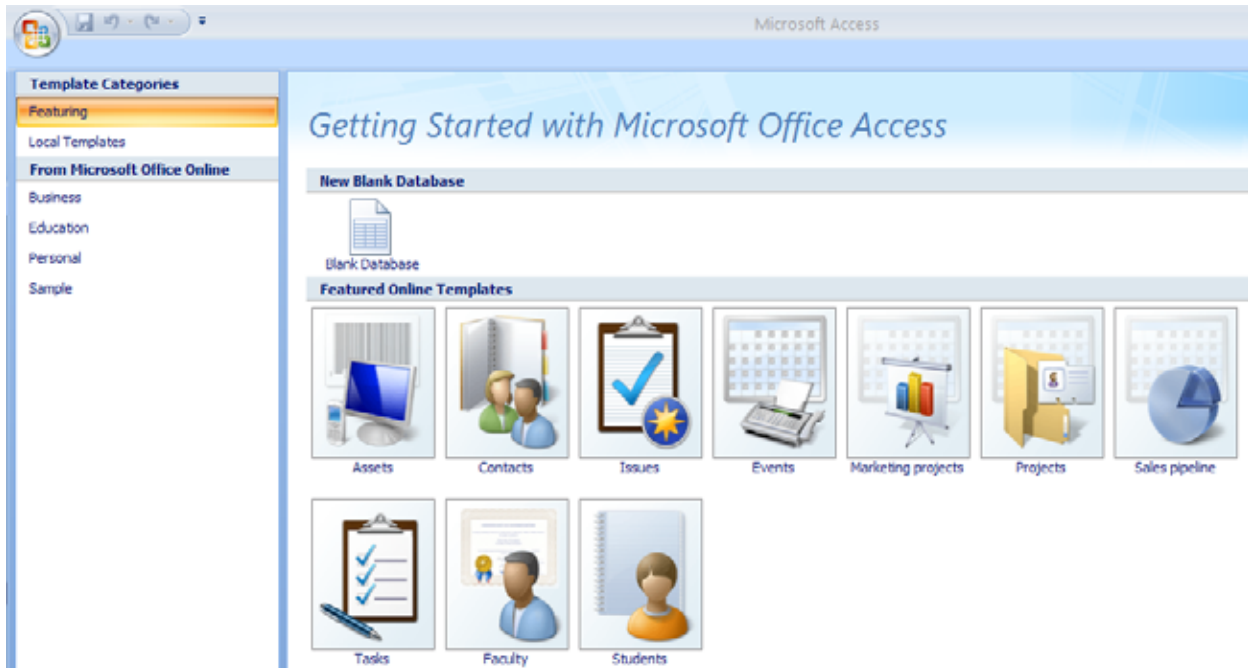 Microsoft Access
Template Categories
Featuring
Local Templates
From Microsoft Office Online
Business
Education
Personal
Sample
Getting Started with Microsoft Office Access
New Blank Database
Blank Database
Featured Online Templates
Assets
Contacts
Issues
Events
Marketing projects
Projects
Sales pipeline
Tasks
Faculty
Students